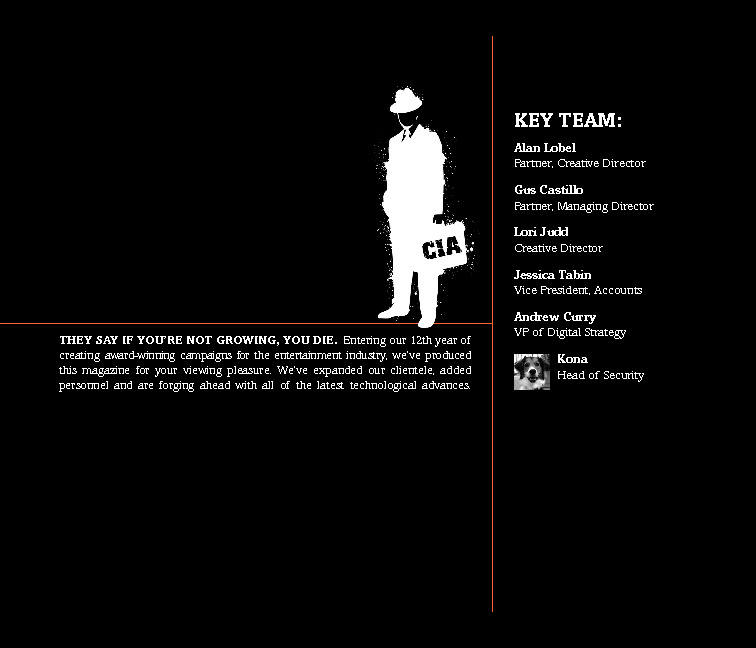 CIA
THEY SAY IF YOU'RE NOT GROWING, YOU DIE. Entering our 12th year of
creating award-winning campaigns for the entertainment industry, we've produced
this magazine for your viewing pleasure. We've expanded our clientele, added
personnel and are forging ahead with all of the latest technological advances.
KEY TEAM:
Alan Lobel
Partner, Creative Director
Gus Castillo
Partner, Managing Director
Lori Judd
Creative Director
Jessica Tabin
Vice President, Accounts
Andrew Curry
VP of Digital Strategy
Kona
Head of Security